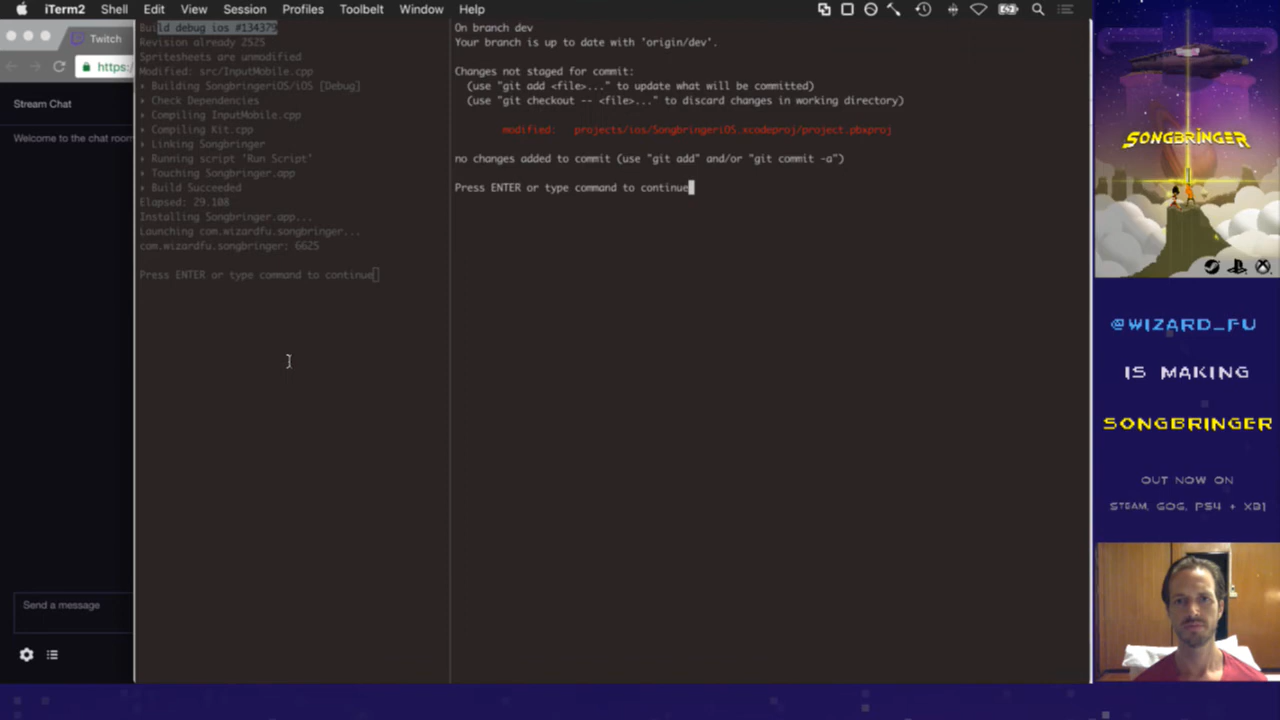 iTerm2 Shell Edit View Session Profiles Toolbelt Window Help
Twitch
https:
Stream Chat
Welcome to the chat room
Send a message
Build debug ios #134379
Revision already 2525
Spritesheets are unmodified
Modified: src/InputMobile.cpp
Building SongbringeriOS/iOS [Debug]
Check Dependencies
Compiling InputMobile.cpp
Compiling Kit.cpp
Linking Songbringer
Running script 'Run Script'
Touching Songbringer.app
Build Succeeded
Elapsed: 29.108
Installing Songbringer.app...
Launching com.wizardfu.songbringer...
com.wizardfu.songbringer: 6625
Press ENTER or type command to continue
On branch dev
Your branch is up to date with 'origin/dev'.
Changes not staged for commit:
(use "git add <file>..." to update what will be committed)
(use "git checkout -- <file>..." to discard changes in working directory)
modified: projects/ios/SongbringeriOS.xcodeproj/project.pbxproj
no changes added to commit (use "git add" and/or "git commit -a")
Press ENTER or type command to continue
SONGBRINGER
@WIZARD_FU
IS MAKING
SONGBRINGER
OUT NOW ON
STEAM, GOG, PS4 + XB1